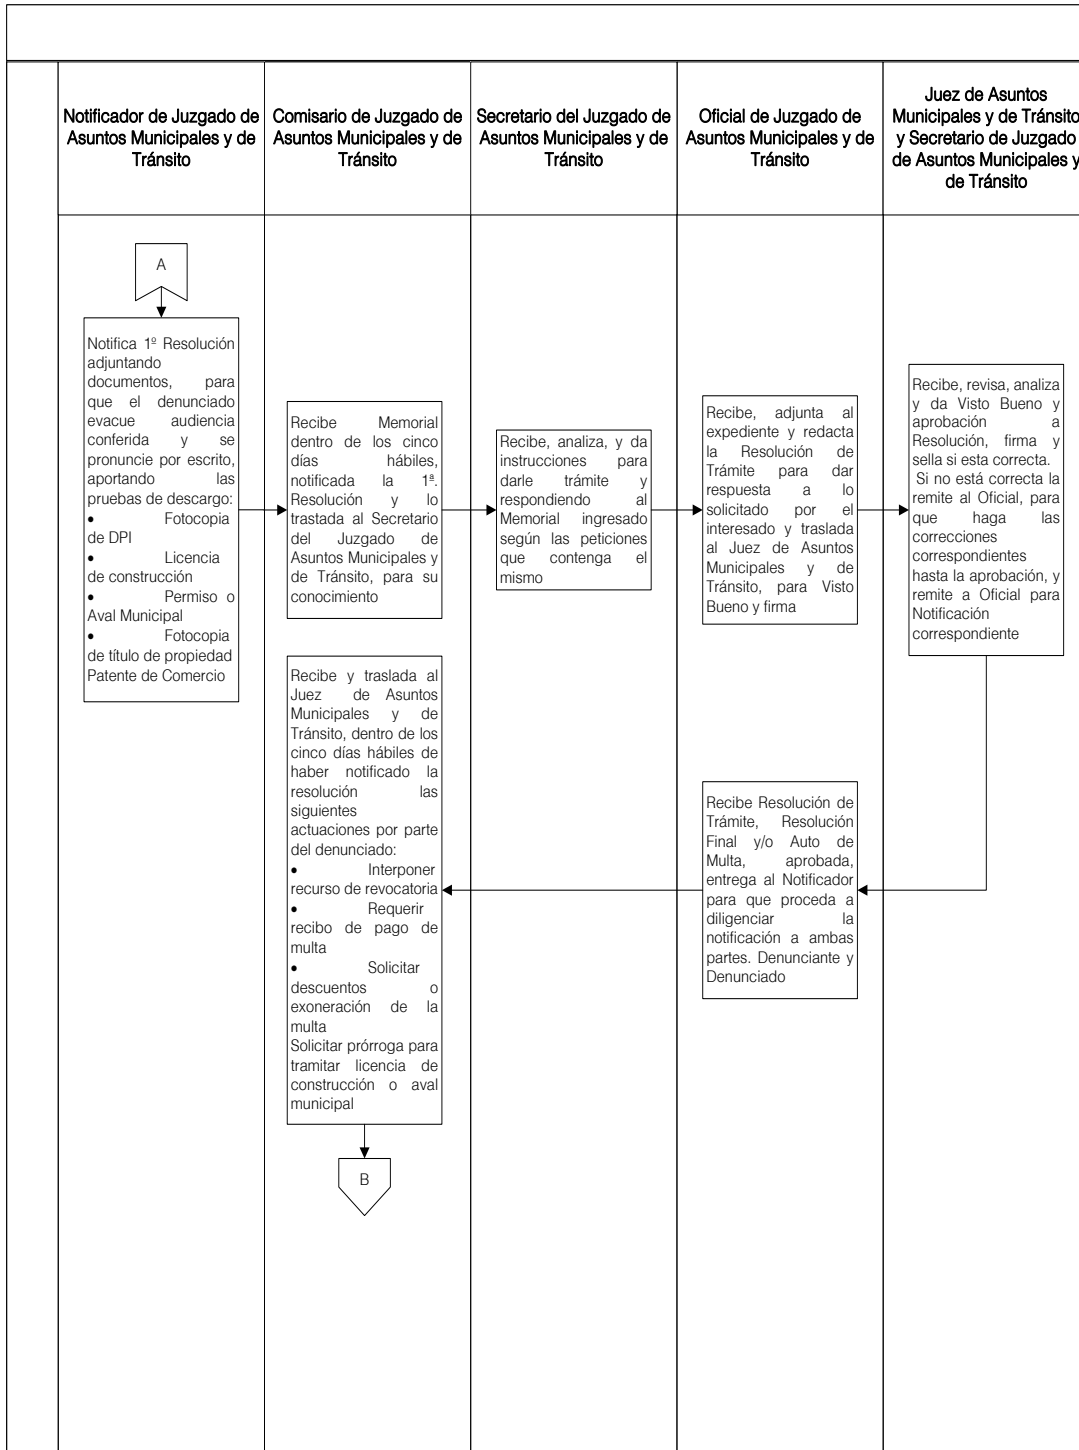 Notificador de Juzgado de
Asuntos Municipales y de
Tránsito
Comisario de Juzgado de
Asuntos Municipales y de
Tránsito
Secretario del Juzgado de
Asuntos Municipales y de
Tránsito
Oficial de Juzgado de
Asuntos Municipales y de
Tránsito
Juez de Asuntos
Municipales y de Tránsito
y Secretario de Juzgado
de Asuntos Municipales y
de Tránsito
A
Notifica 1º Resolución
adjuntando
documentos, para
que el denunciado
evacue audiencia
conferida y se
pronuncie por escrito,
aportando las
pruebas de descargo:
• Fotocopia
de DPI
• Licencia
de construcción
• Permiso o
Aval Municipal
• Fotocopia
de título de propiedad
Patente de Comercio
Recibe Memorial
dentro de los cinco
días hábiles,
notificada la 1ª.
Resolución y lo
trastada al Secretario
del Juzgado de
Asuntos Municipales y
de Tránsito, para su
conocimiento
Recibe, analiza, y da
instrucciones para
darle trámite y
respondiendo al
Memorial ingresado
según las peticiones
que contenga el
mismo
Recibe, adjunta al
expediente y redacta
la Resolución de
Trámite para dar
respuesta a lo
solicitado por el
interesado y traslada
al Juez de Asuntos
Municipales y de
Tránsito, para Visto
Bueno y firma
Recibe, revisa, analiza
y da Visto Bueno y
aprobación a
Resolución, firma y
sella si esta correcta.
Si no está correcta la
remite al Oficial, para
que haga las
correcciones
correspondientes
hasta la aprobación, y
remite a Oficial para
Notificación
correspondiente
Recibe Resolución de
Trámite, Resolución
Final y/o Auto de
Multa, aprobada,
entrega al Notificador
para que proceda a
diligenciar la
notificación a ambas
partes. Denunciante y
Denunciado
Recibe y traslada al
Juez de Asuntos
Municipales y de
Tránsito, dentro de los
cinco días hábiles de
haber notificado la
resolución las
siguientes
actuaciones por parte
del denunciado:
• Interponer
recurso de revocatoria
• Requerir
recibo de pago de
multa
• Solicitar
descuentos o
exoneración de la
multa
Solicitar prórroga para
tramitar licencia de
construcción o aval
municipal
B